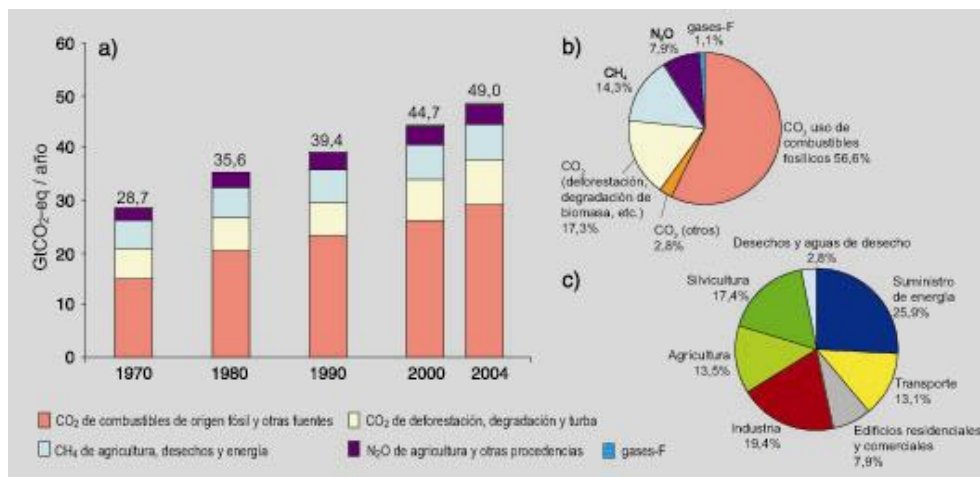 a)
GtCO₂-eq / año
60
50
40
30
20
10
0
28,7
35,6
39,4
44,7
49,0
1970
1980
1990
2000
2004
b)
gases-F
1,1%
N₂O
7,9%
CH₄
14,3%
CO₂ uso de
combustibles
fosílicos 56,6%
CO₂
(deforestación,
degradación de
biomasa, etc.)
17,3%
CO₂ (otros)
2,8%
c)
Desechos y aguas de desecho
2,8%
Suministro
de energía
25,9%
Silvicultura
17,4%
Agricultura
13,5%
Transporte
13,1%
Industria
19,4%
Edificios residenciales
y comerciales
7,9%
CO₂ de combustibles de origen fósil y otras fuentes
CO₂ de deforestación, degradación y turba
CH₄ de agricultura, desechos y energía
N₂O de agricultura y otras procedencias
gases-F